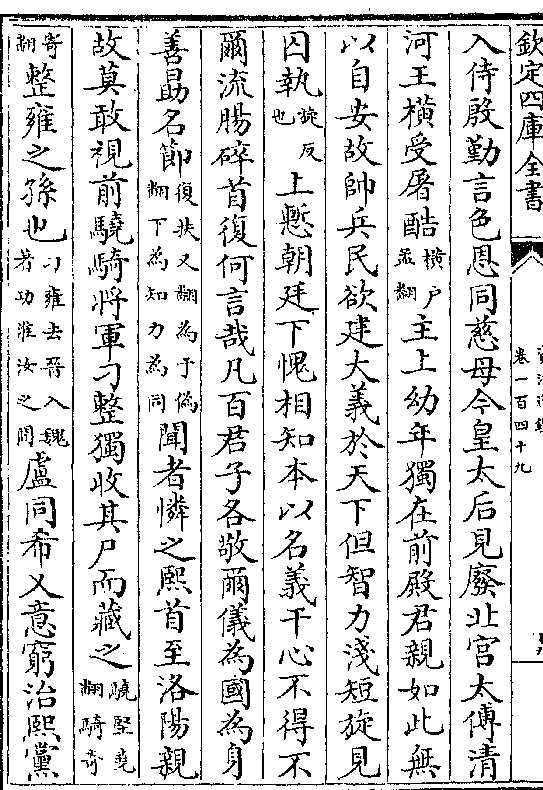 欽定四庫全書
卷一百四十九
入侍殷勤言色恩同慈母今皇太后見廢北宮太傅清
河王橫受屠酷橫戶孟翻主上幼年獨在前殿君親如此無
以自安故帥兵民欲建大義於天下但智力淺短旋見
囚執旋反也上慙朝廷下愧相知本以名義干心不得不
爾流腸碎首復何言哉凡百君子各敬爾儀為國為身
善勗名節復扶又翻為于偽翻下為知力為同聞者憐之熙首至洛陽親
故莫敢視前驍騎將軍刁整獨收其尸而藏之驍堅堯翻騎奇
寄翻整雍之孫也刁雍去晉入魏著功淮汝之間盧同希乂意窮治熙黨